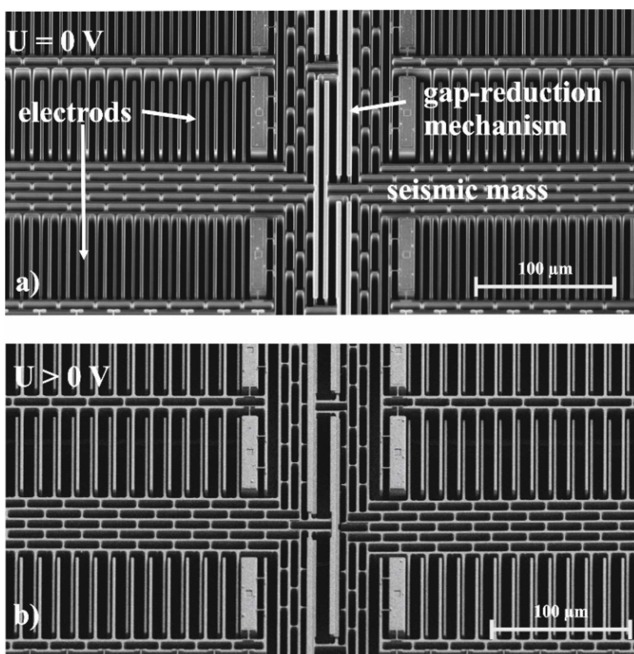 U = 0 V
electrods
gap-reduction
mechanism
seismic mass
100 µm
a)
U > 0 V
100 µm
b)